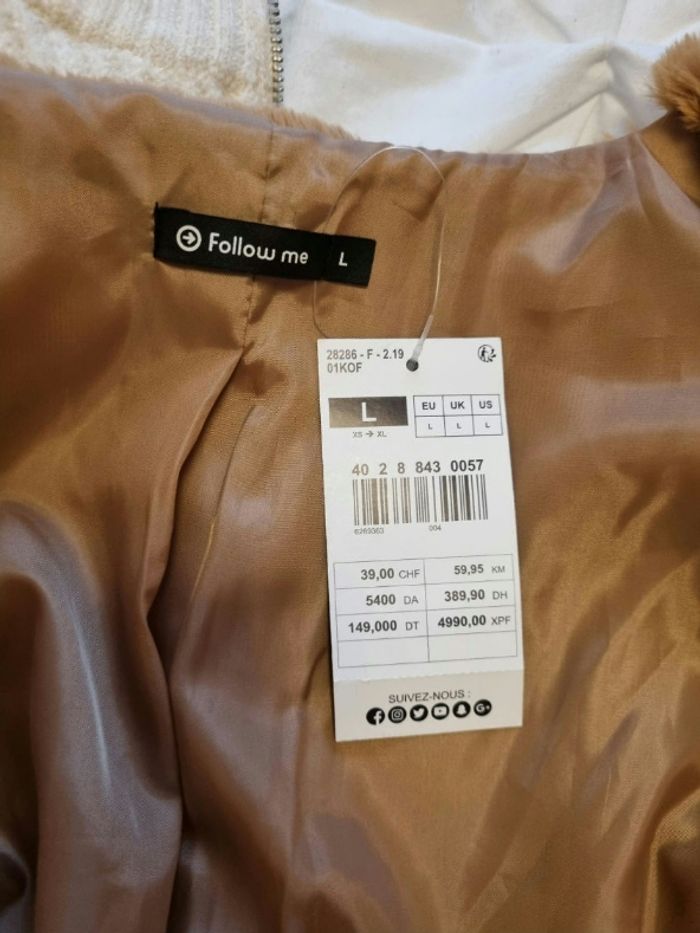 Follow me L
28286 - F - 2.19
01KOF
L
XS → XL
EU UK US
L L L
40 2 8 843 0057
6269363 004
39,00 CHF 59,95 KM
5400 DA 389,90 DH
149,000 DT 4990,00 XPF
SUIVEZ-NOUS :
G+